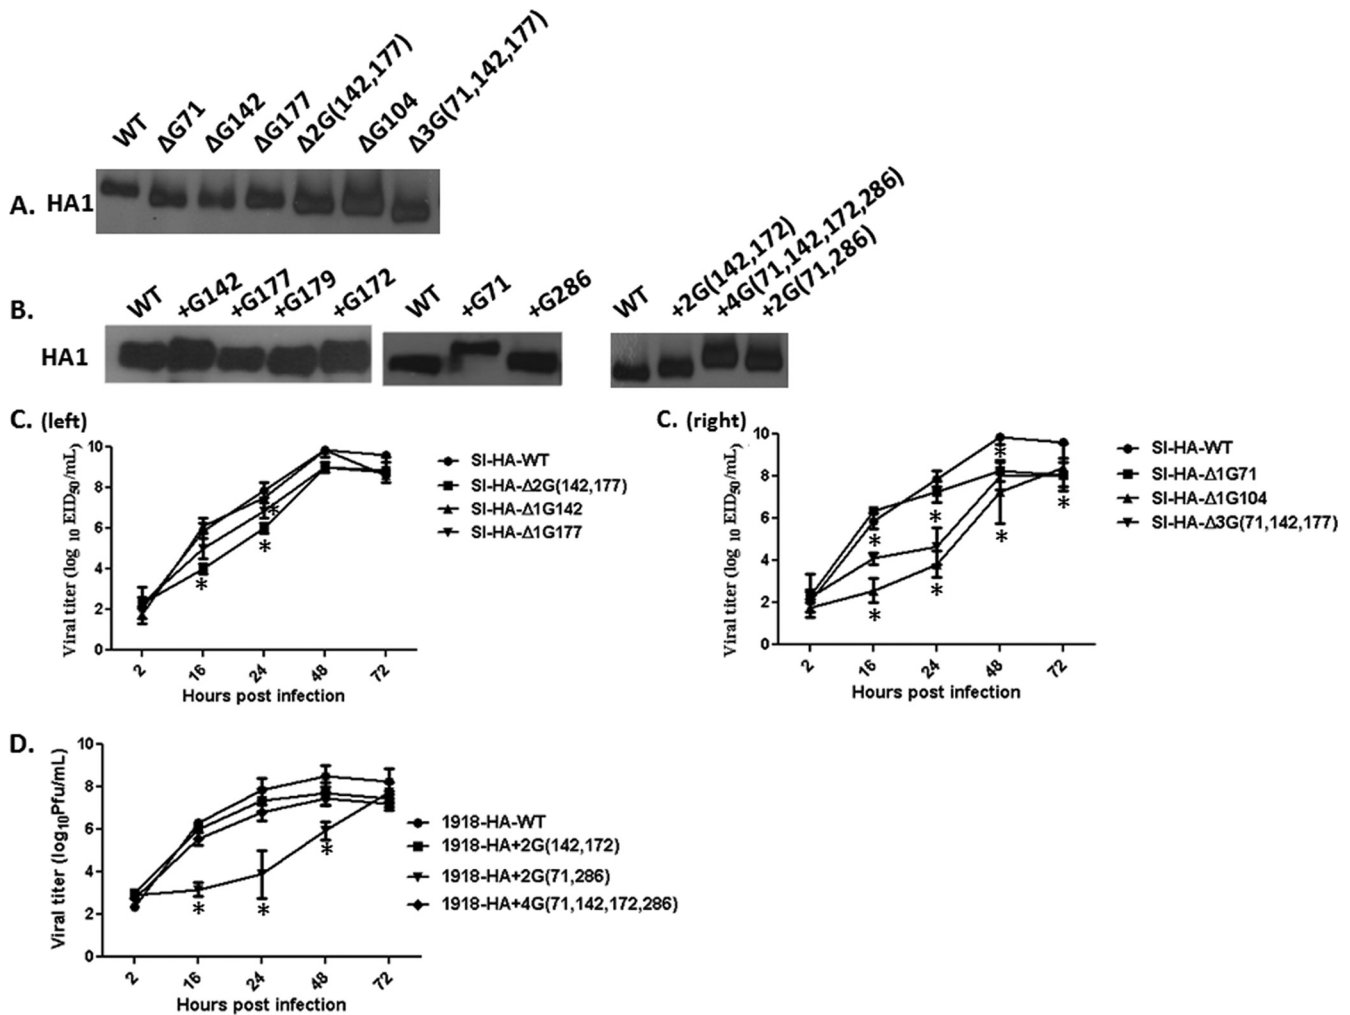 WT ΔG71 ΔG142 ΔG177 Δ2G(142,177) ΔG104 Δ3G(71,142,177)
A. HA1
WT +G142 +G177 +G179 +G172 WT +G71 +G286 WT +2G(142,172) +4G(71,142,172,286) +2G(71,286)
B.
HA1
C. (left)
Viral titer (log 10 EID50/mL)
10
8
6
4
2
0
2 16 24 48 72
Hours post infection
SI-HA-WT
SI-HA-Δ2G(142,177)
SI-HA-Δ1G142
SI-HA-Δ1G177
* * *
C. (right)
Viral titer (log 10 EID50/mL)
10
8
6
4
2
0
2 16 24 48 72
Hours post infection
SI-HA-WT
SI-HA-Δ1G71
SI-HA-Δ1G104
SI-HA-Δ3G(71,142,177)
* * * * * * *
D.
Viral titer (log10Pfu/mL)
10
8
6
4
2
0
2 16 24 48 72
Hours post infection
1918-HA-WT
1918-HA+2G(142,172)
1918-HA+2G(71,286)
1918-HA+4G(71,142,172,286)
* * *